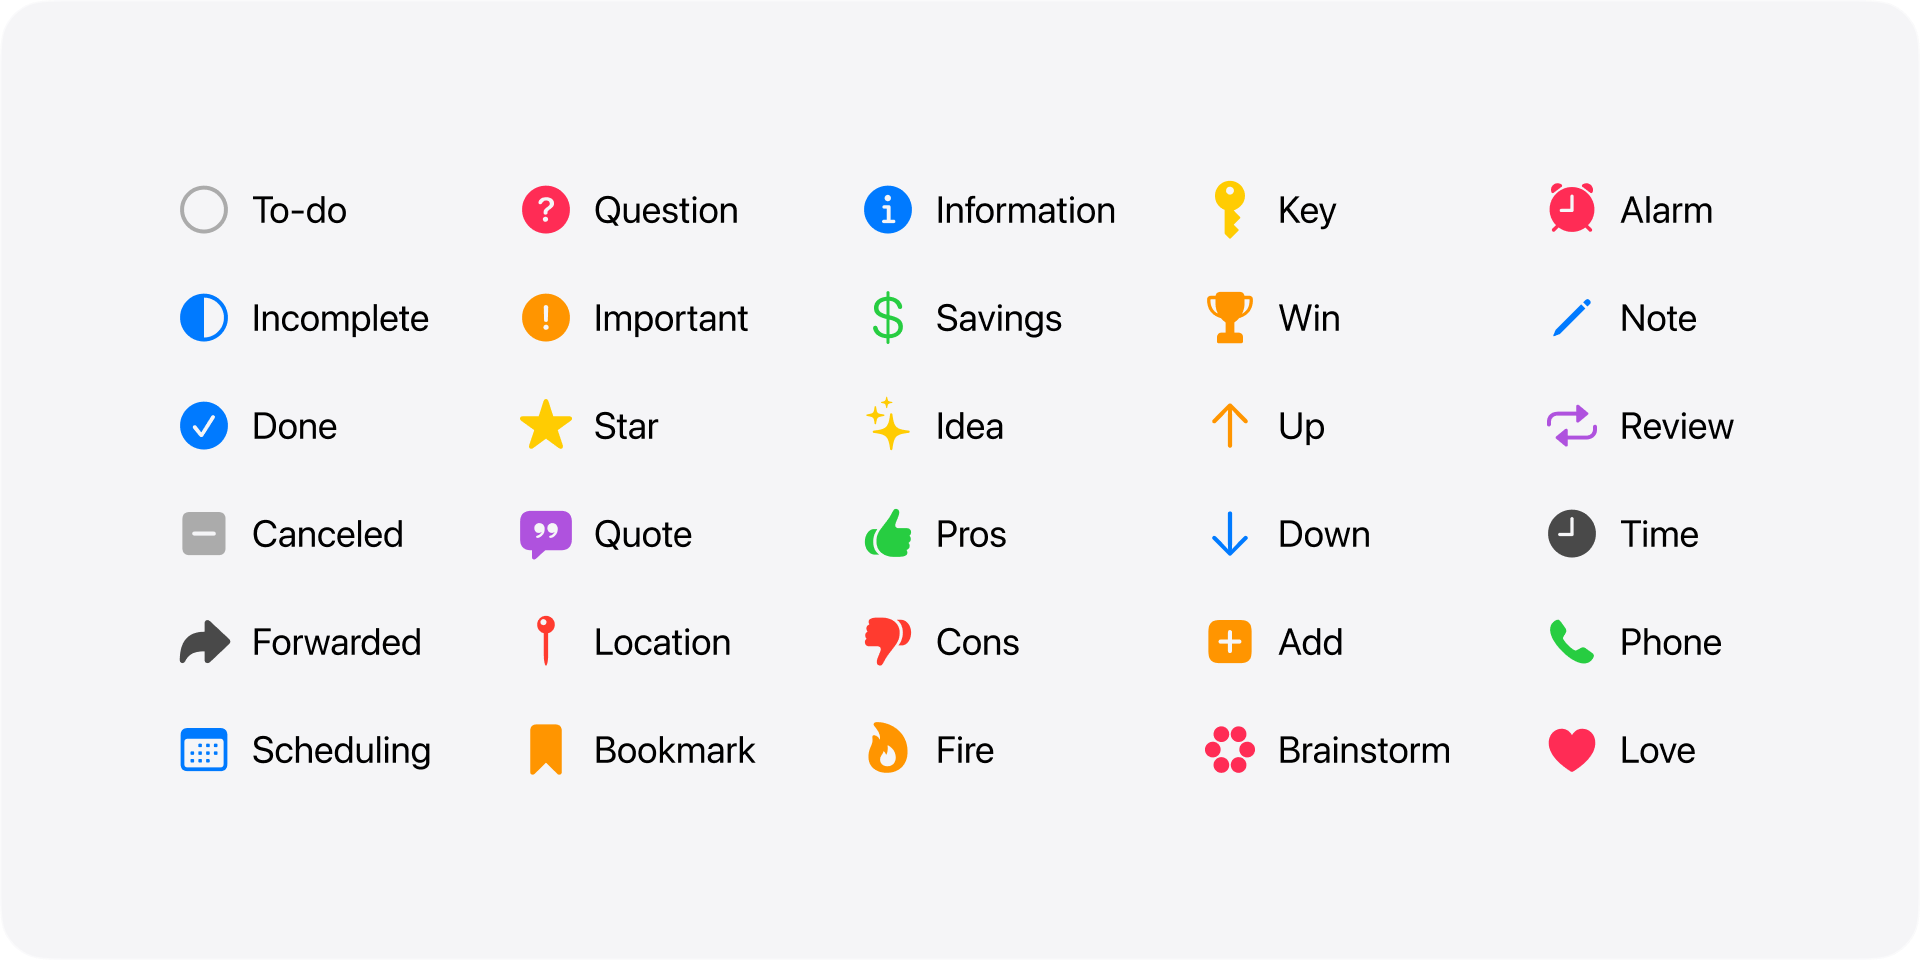 To-do
Question
Information
Key
Alarm
Incomplete
Important
Savings
Win
Note
Done
Star
Idea
Up
Review
Canceled
Quote
Pros
Down
Time
Forwarded
Location
Cons
Add
Phone
Scheduling
Bookmark
Fire
Brainstorm
Love